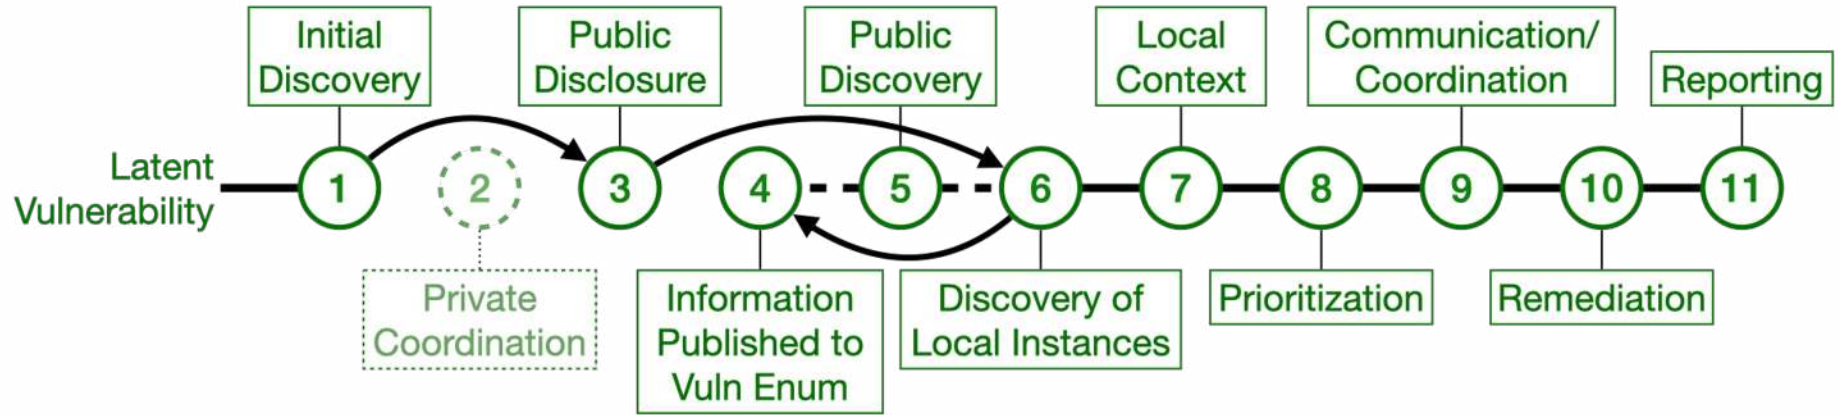 Initial
Discovery
Public
Disclosure
Public
Discovery
Local
Context
Communication/
Coordination
Reporting
Latent
Vulnerability
1
2
3
4
5
6
7
8
9
10
11
Private
Coordination
Information
Published to
Vuln Enum
Discovery of
Local Instances
Prioritization
Remediation